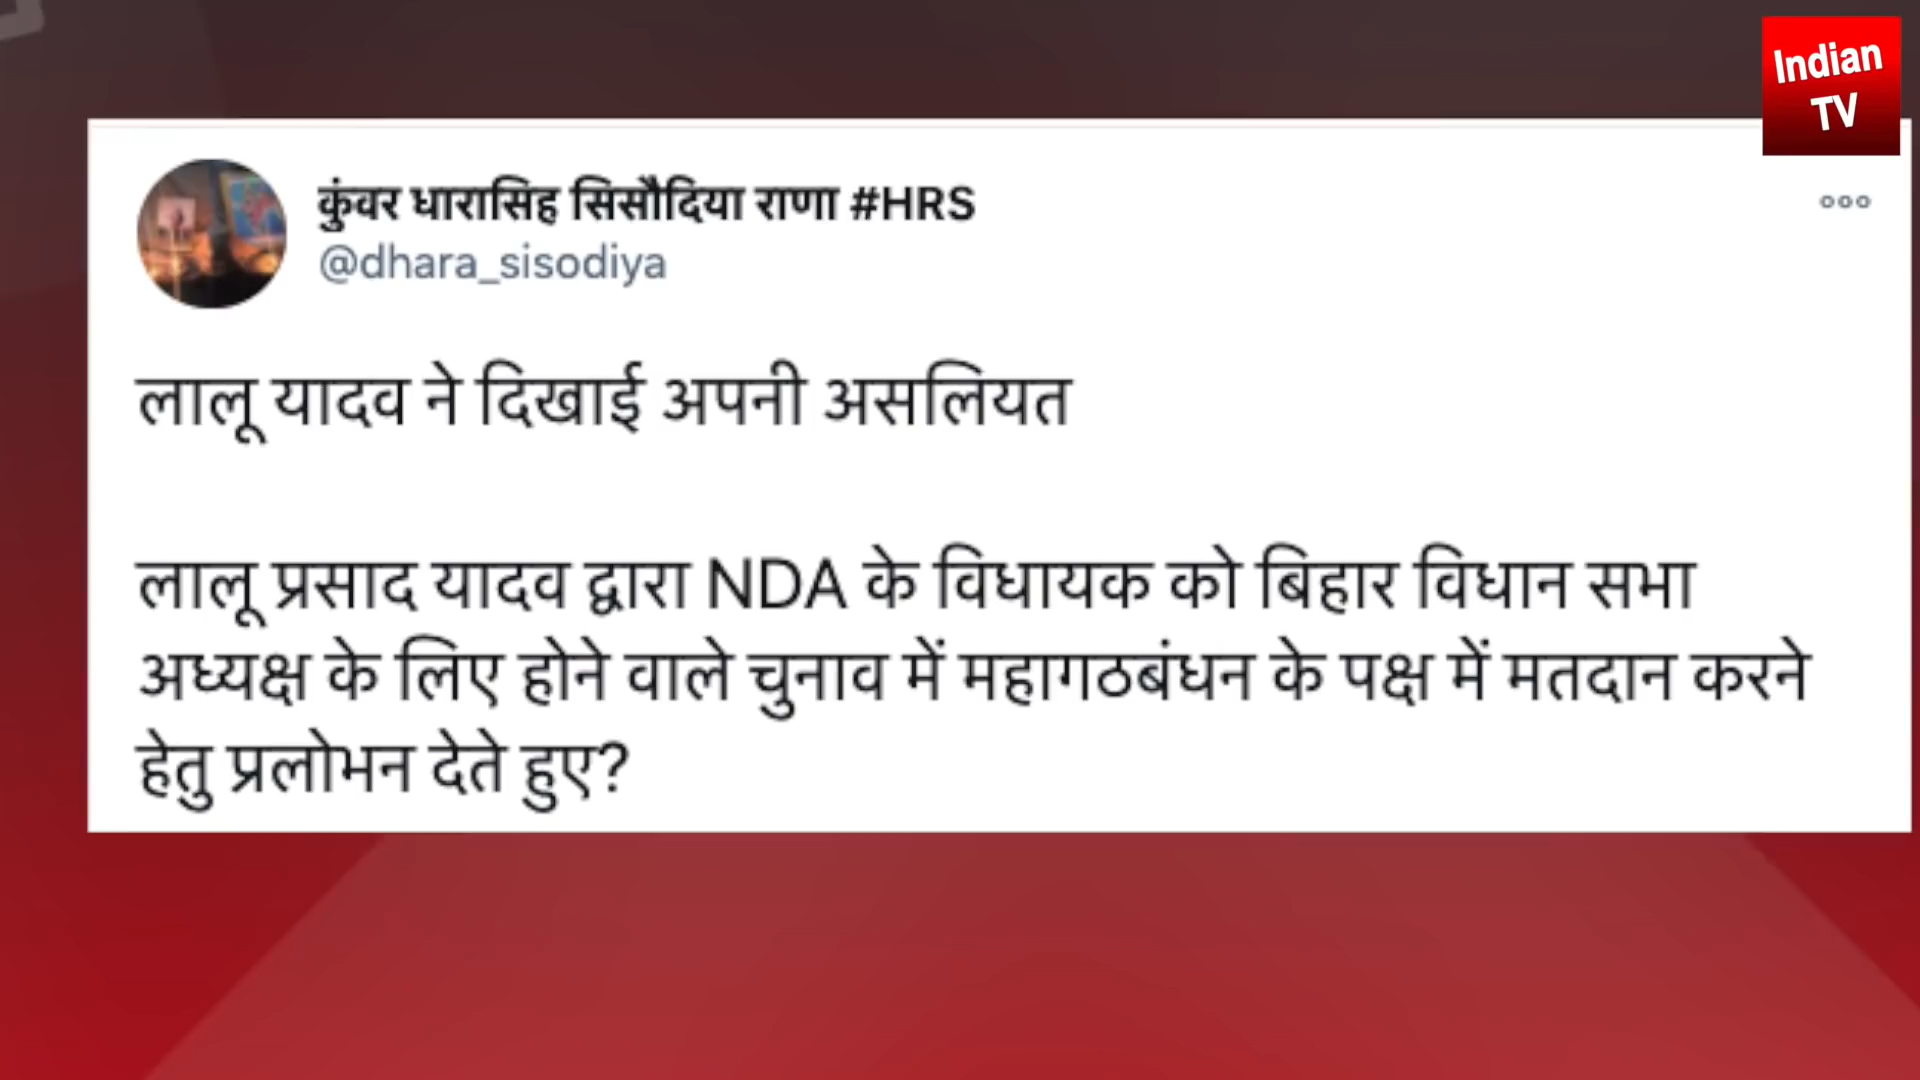 Indian
TV
कुंवर धारासिंह सिसौदिया राणा #HRS
@dhara_sisodiya
लालू यादव ने दिखाई अपनी असलियत
लालू प्रसाद यादव द्वारा NDA के विधायक को बिहार विधान सभा
अध्यक्ष के लिए होने वाले चुनाव में महागठबंधन के पक्ष में मतदान करने
हेतु प्रलोभन देते हुए?